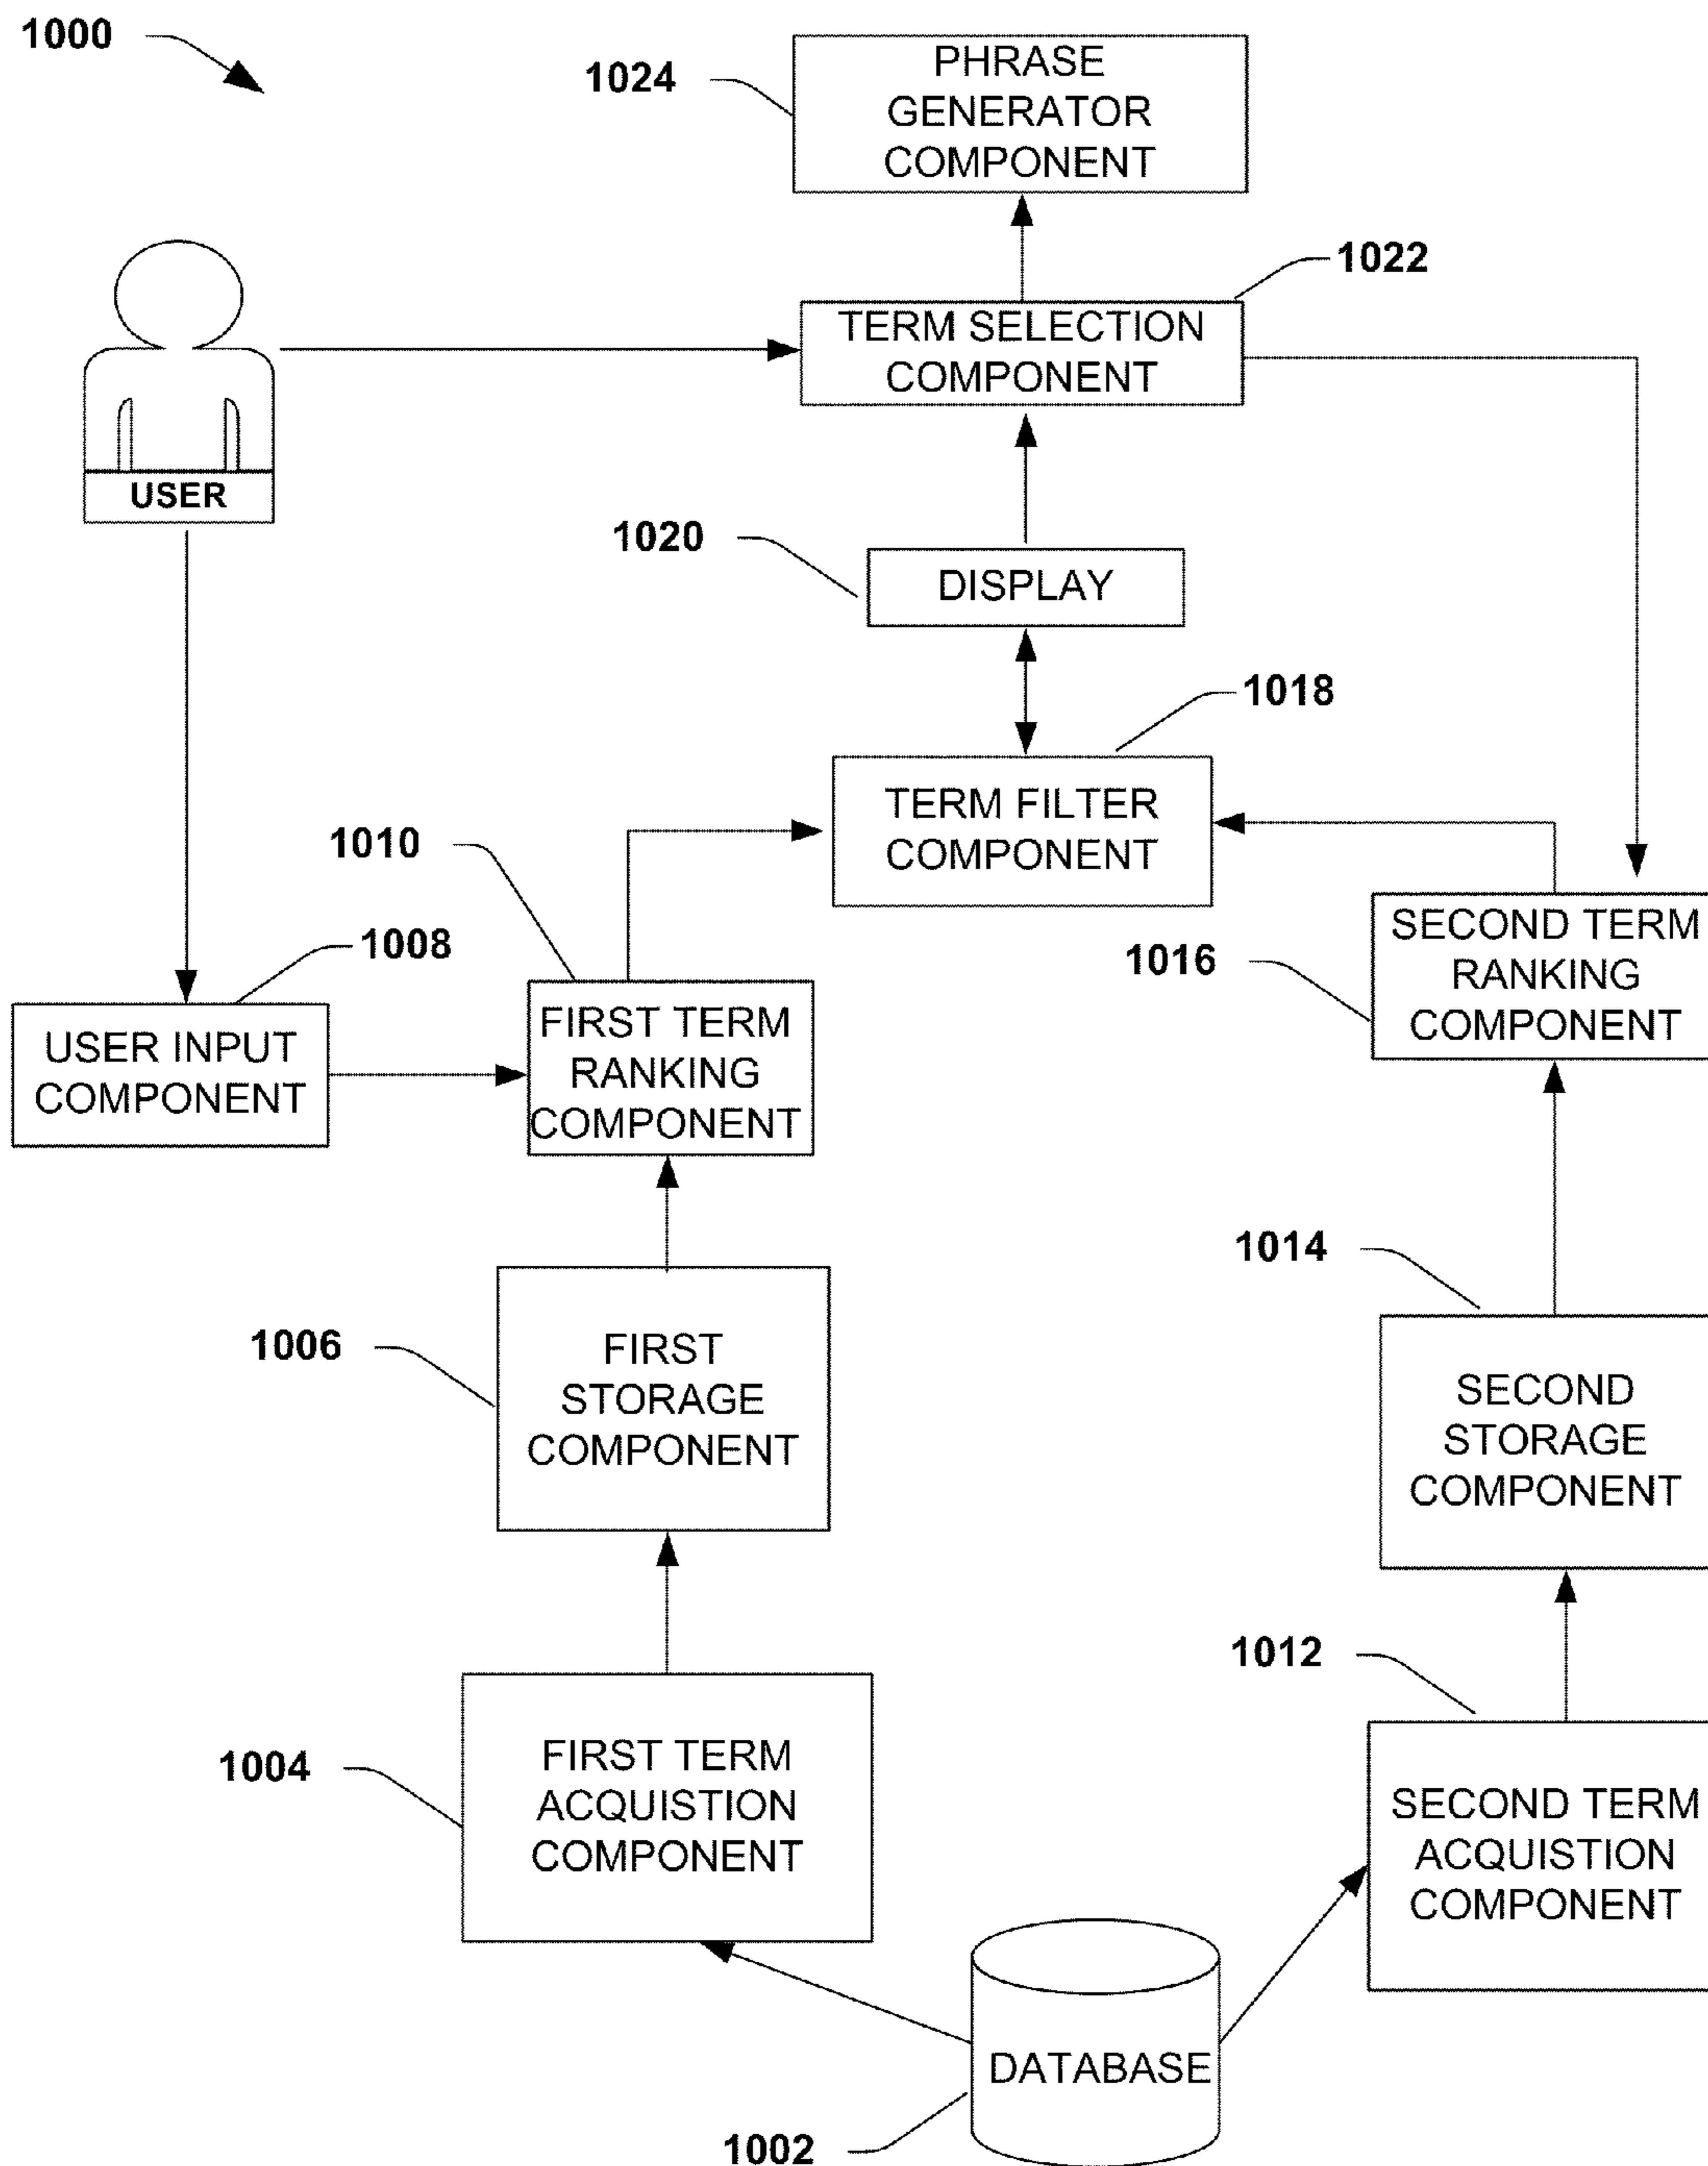 1000
1024
PHRASE
GENERATOR
COMPONENT
1022
TERM SELECTION
COMPONENT
USER
1020
DISPLAY
1018
TERM FILTER
COMPONENT
1010
1008
USER INPUT
COMPONENT
FIRST TERM
RANKING
COMPONENT
1016
SECOND TERM
RANKING
COMPONENT
1006
FIRST
STORAGE
COMPONENT
1014
SECOND
STORAGE
COMPONENT
1004
FIRST TERM
ACQUISTION
COMPONENT
1012
SECOND TERM
ACQUISTION
COMPONENT
DATABASE
1002